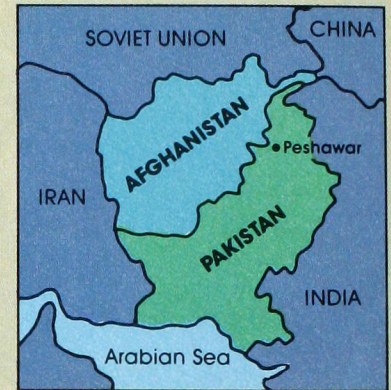 SOVIET UNION
CHINA
AFGHANISTAN
Peshawar
IRAN
PAKISTAN
INDIA
Arabian Sea